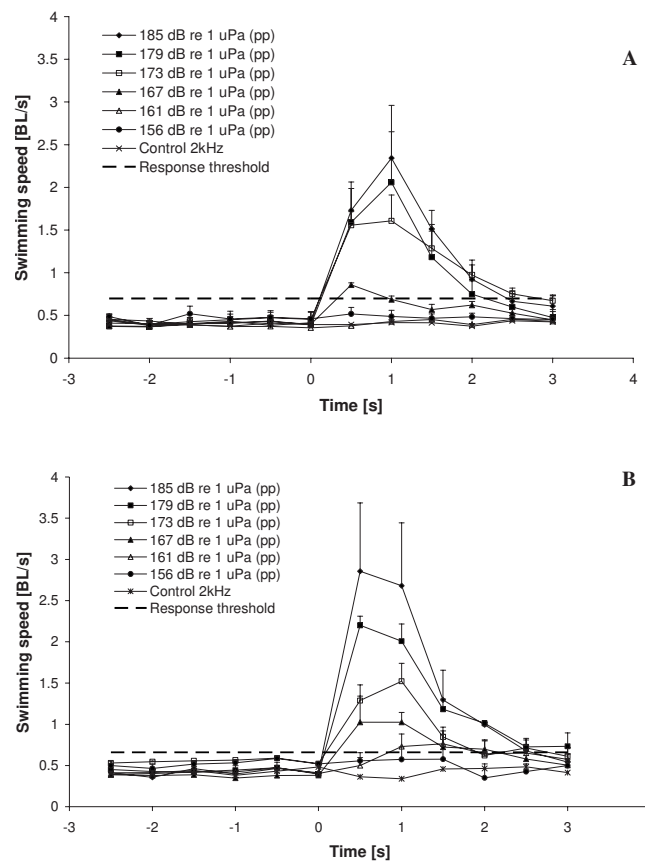 4
3.5
3
2.5
2
1.5
1
0.5
0
Swimming speed [BL/s]
185 dB re 1 uPa (pp)
179 dB re 1 uPa (pp)
173 dB re 1 uPa (pp)
167 dB re 1 uPa (pp)
161 dB re 1 uPa (pp)
156 dB re 1 uPa (pp)
Control 2kHz
Response threshold
A
-3 -2 -1 0 1 2 3 4
Time [s]
4
3.5
3
2.5
2
1.5
1
0.5
0
Swimming speed [BL/s]
185 dB re 1 uPa (pp)
179 dB re 1 uPa (pp)
173 dB re 1 uPa (pp)
167 dB re 1 uPa (pp)
161 dB re 1 uPa (pp)
156 dB re 1 uPa (pp)
Control 2kHz
Response threshold
B
-3 -2 -1 0 1 2 3
Time [s]